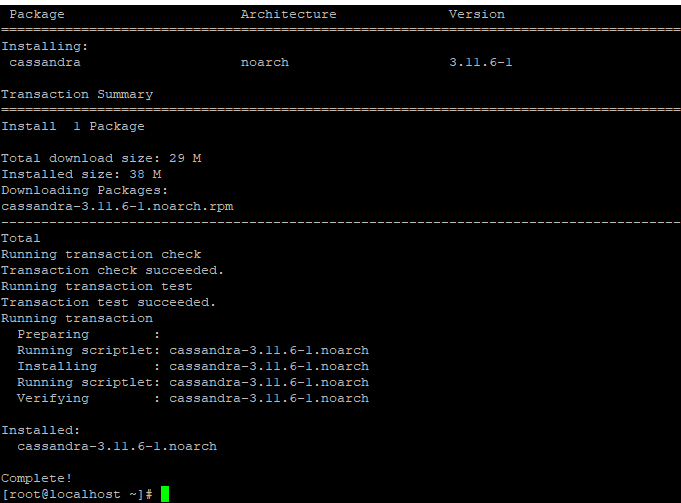 Package                      Architecture              Version
================================================================================
Installing:
 cassandra                    noarch                    3.11.6-1

Transaction Summary
================================================================================
Install  1 Package

Total download size: 29 M
Installed size: 38 M
Downloading Packages:
cassandra-3.11.6-1.noarch.rpm
--------------------------------------------------------------------------------
Total
Running transaction check
Transaction check succeeded.
Running transaction test
Transaction test succeeded.
Running transaction
  Preparing        :
  Running scriptlet: cassandra-3.11.6-1.noarch
  Installing       : cassandra-3.11.6-1.noarch
  Running scriptlet: cassandra-3.11.6-1.noarch
  Verifying        : cassandra-3.11.6-1.noarch

Installed:
  cassandra-3.11.6-1.noarch

Complete!
[root@localhost ~]#